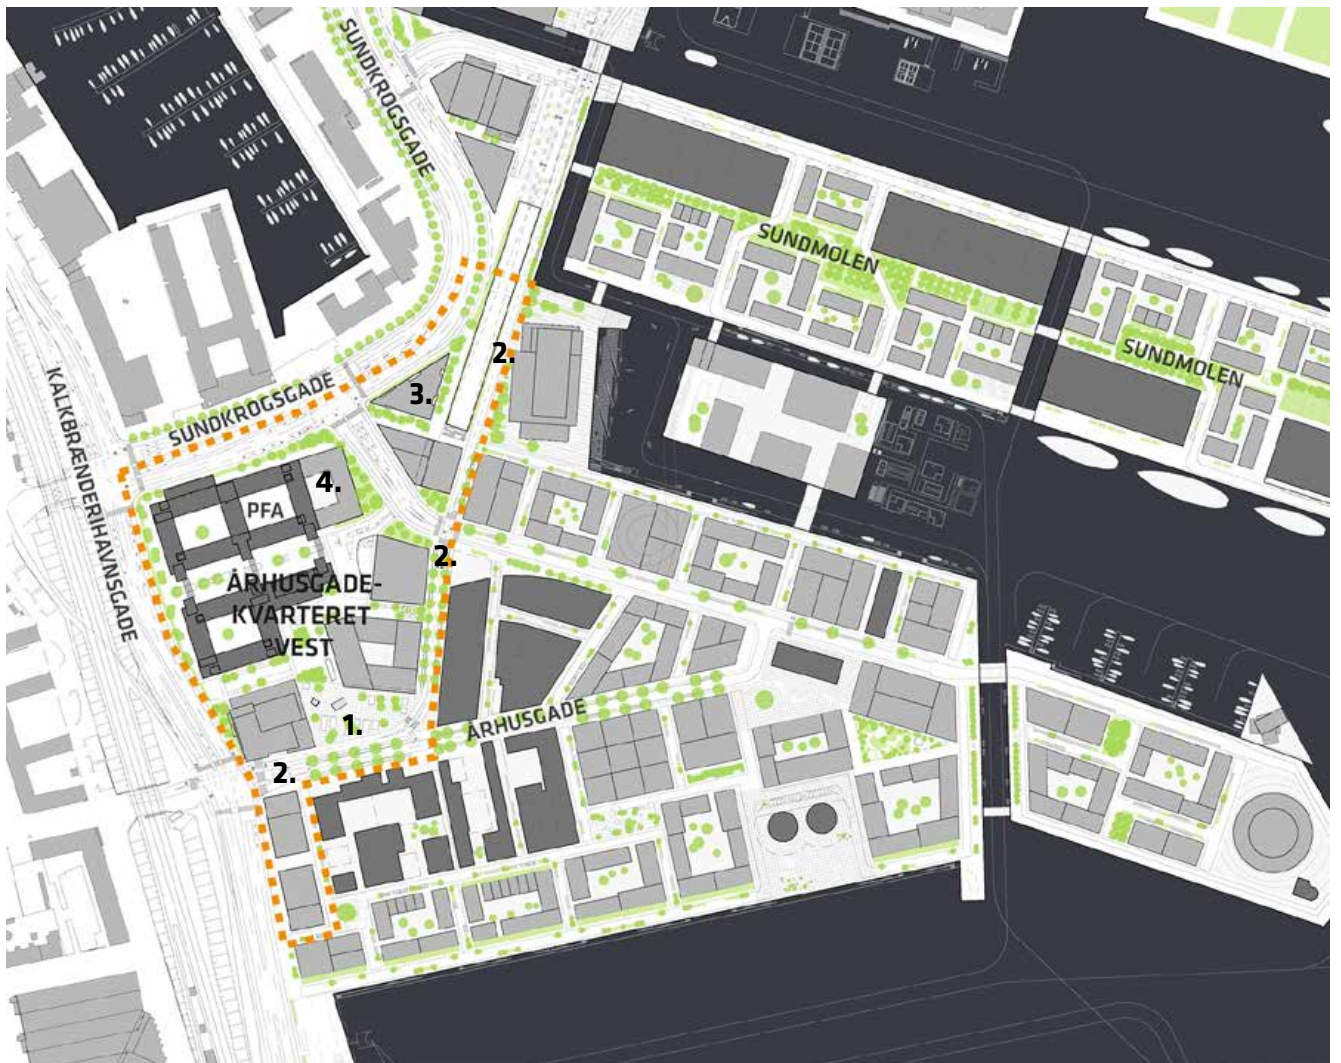 SUNDKROGSGADE
SUNDMOLEN
SUNDMOLEN
2.
KALKBRÆNDERIHAVNSGADE
SUNDKROGSGADE
3.
4.
PFA
2.
ÅRHUSGADE-
KVARTERET
VEST
1.
ÅRHUSGADE
2.